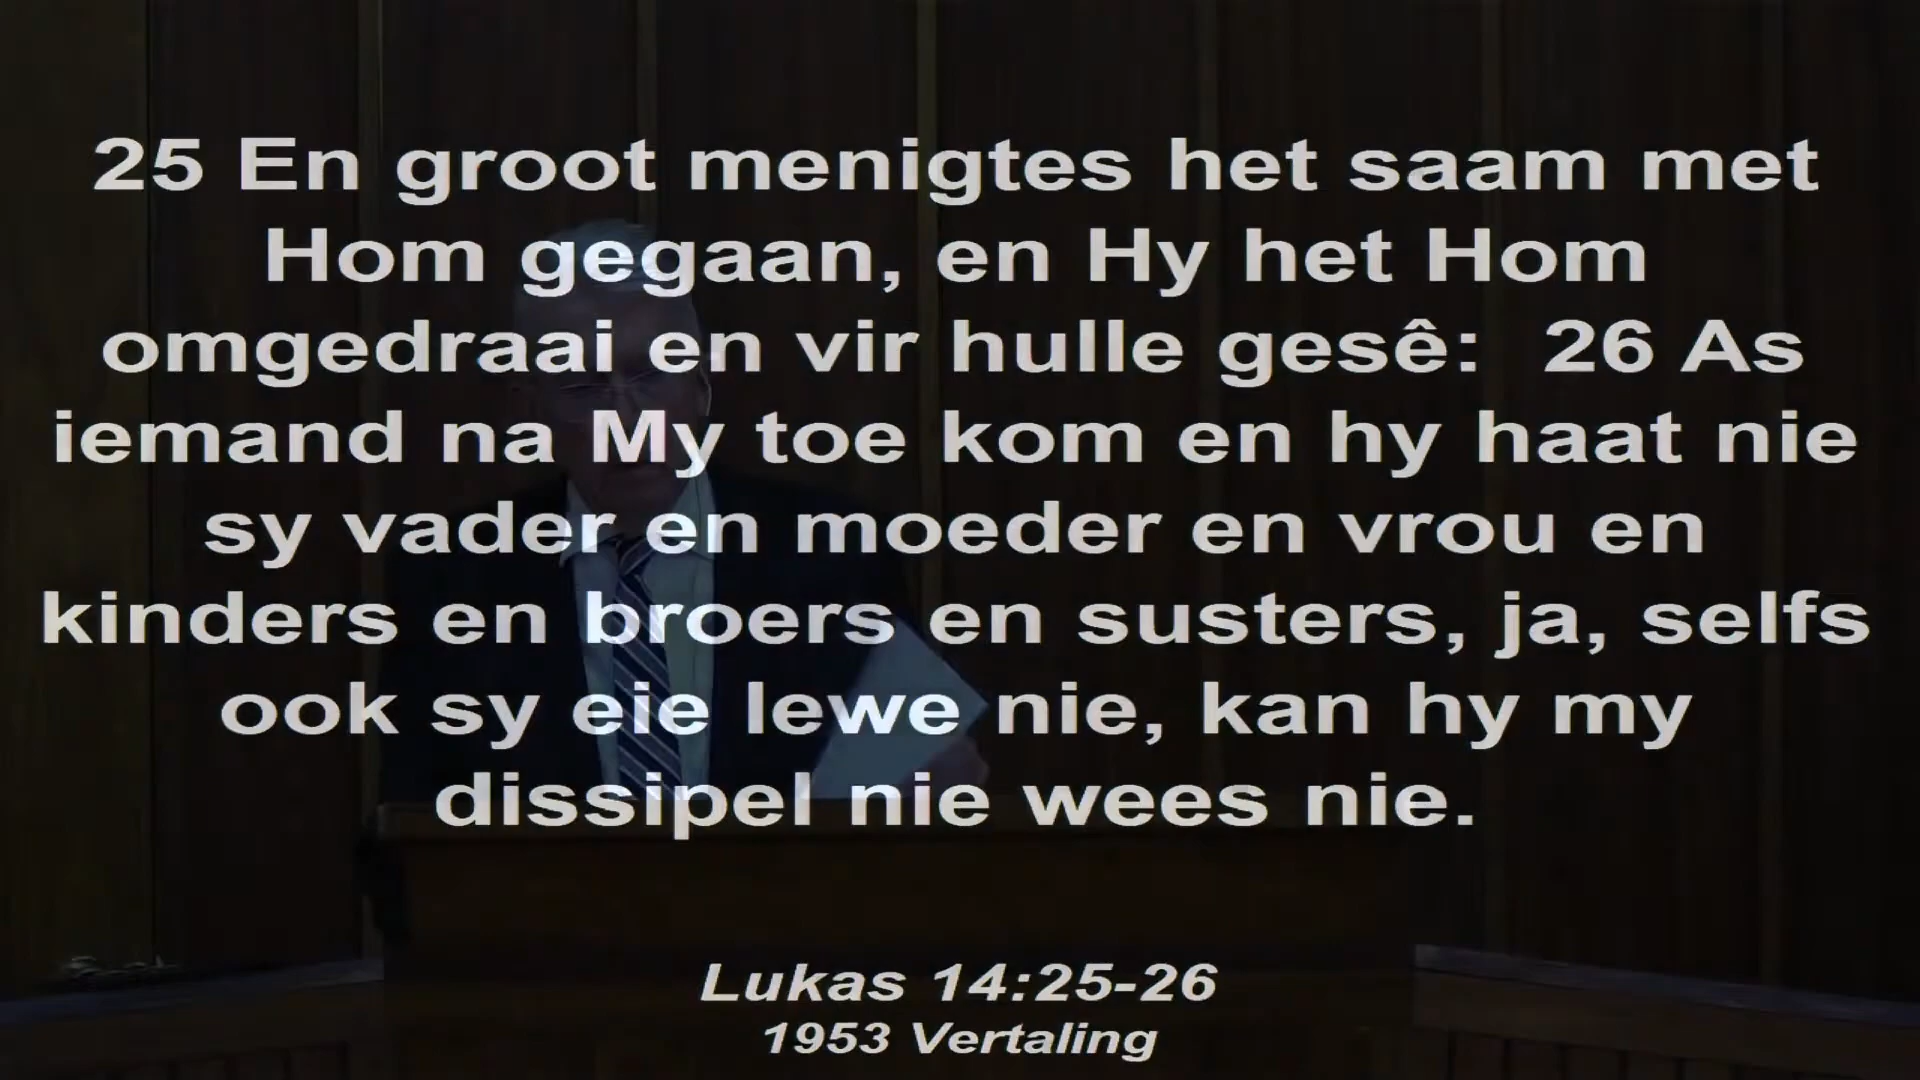 25 En groot menigtes het saam met
Hom gegaan, en Hy het Hom
omgedraai en vir hulle gesê:  26 As
iemand na My toe kom en hy haat nie
sy vader en moeder en vrou en
kinders en broers en susters, ja, selfs
ook sy eie lewe nie, kan hy my
dissipel nie wees nie.
Lukas 14:25-26
1953 Vertaling